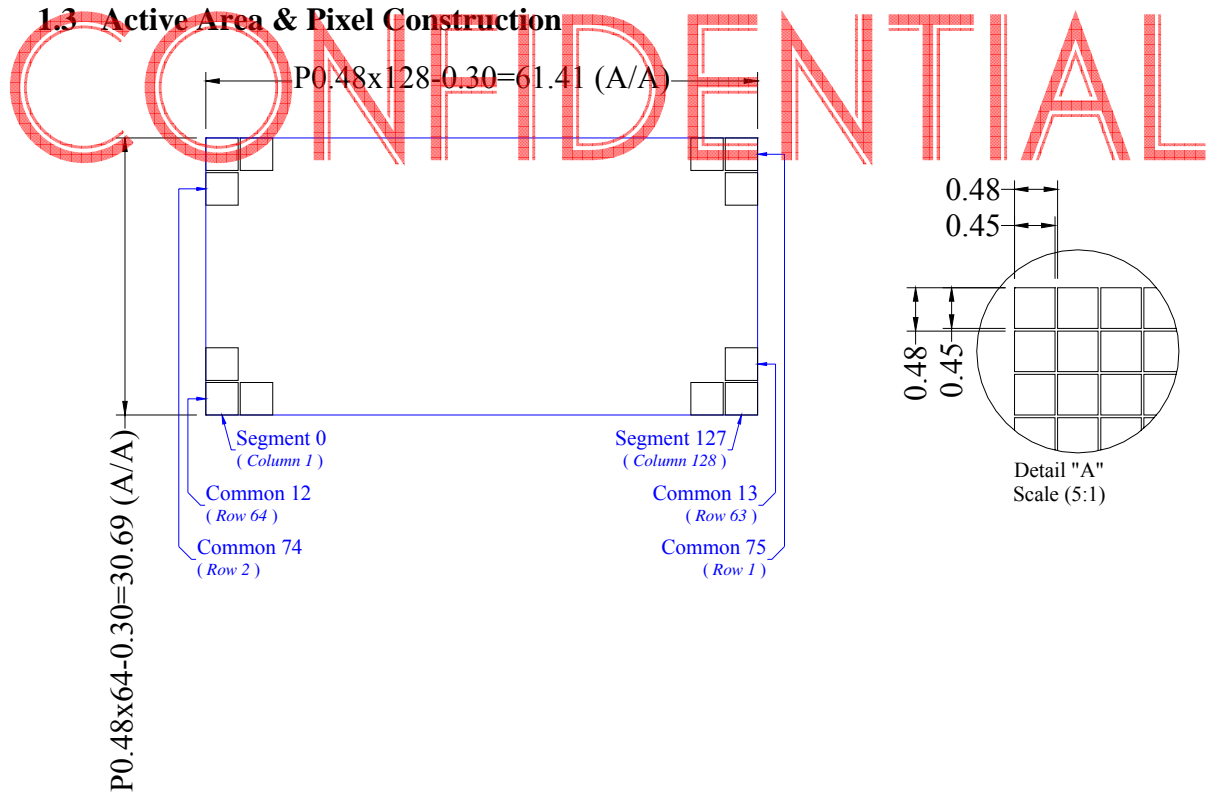 1.3 Active Area & Pixel Construction
CONFIDENTIAL
P0.48x128-0.30=61.41 (A/A)
P0.48x64-0.30=30.69 (A/A)
0.48
0.45
0.48
0.45
Segment 0
( Column 1 )
Segment 127
( Column 128 )
Common 12
( Row 64 )
Common 13
( Row 63 )
Common 74
( Row 2 )
Common 75
( Row 1 )
Detail "A"
Scale (5:1)